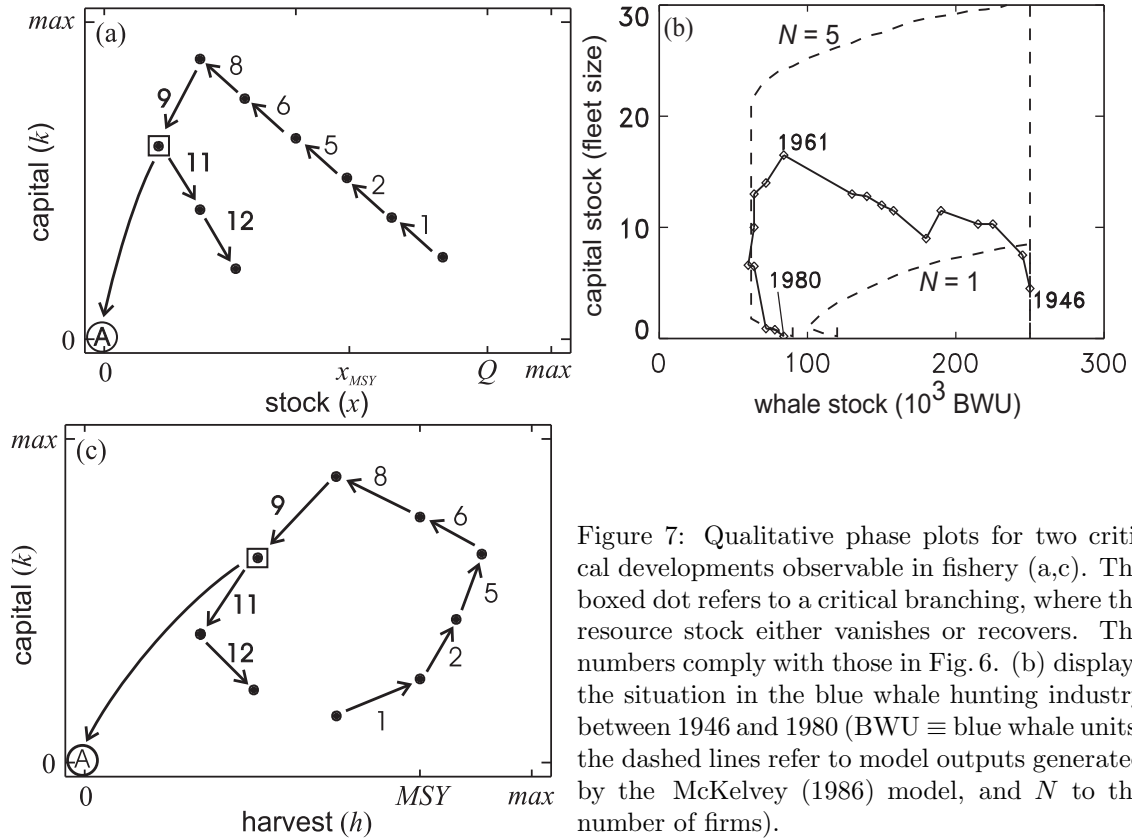 max
(a)
8
9
6
5
11
2
12
1
capital (k)
0
A
0
x_MSY
Q
max
stock (x)
30
(b)
N = 5
20
1961
10
1980
N = 1
1946
0
capital stock (fleet size)
0
100
200
300
whale stock (10^3 BWU)
max
(c)
8
9
6
11
5
12
2
1
capital (k)
0
A
0
MSY
max
harvest (h)
Figure 7: Qualitative phase plots for two criti
cal developments observable in fishery (a,c). Th
boxed dot refers to a critical branching, where th
resource stock either vanishes or recovers. Th
numbers comply with those in Fig. 6. (b) display
the situation in the blue whale hunting industry
between 1946 and 1980 (BWU ≡ blue whale units
the dashed lines refer to model outputs generate
by the McKelvey (1986) model, and N to th
number of firms).